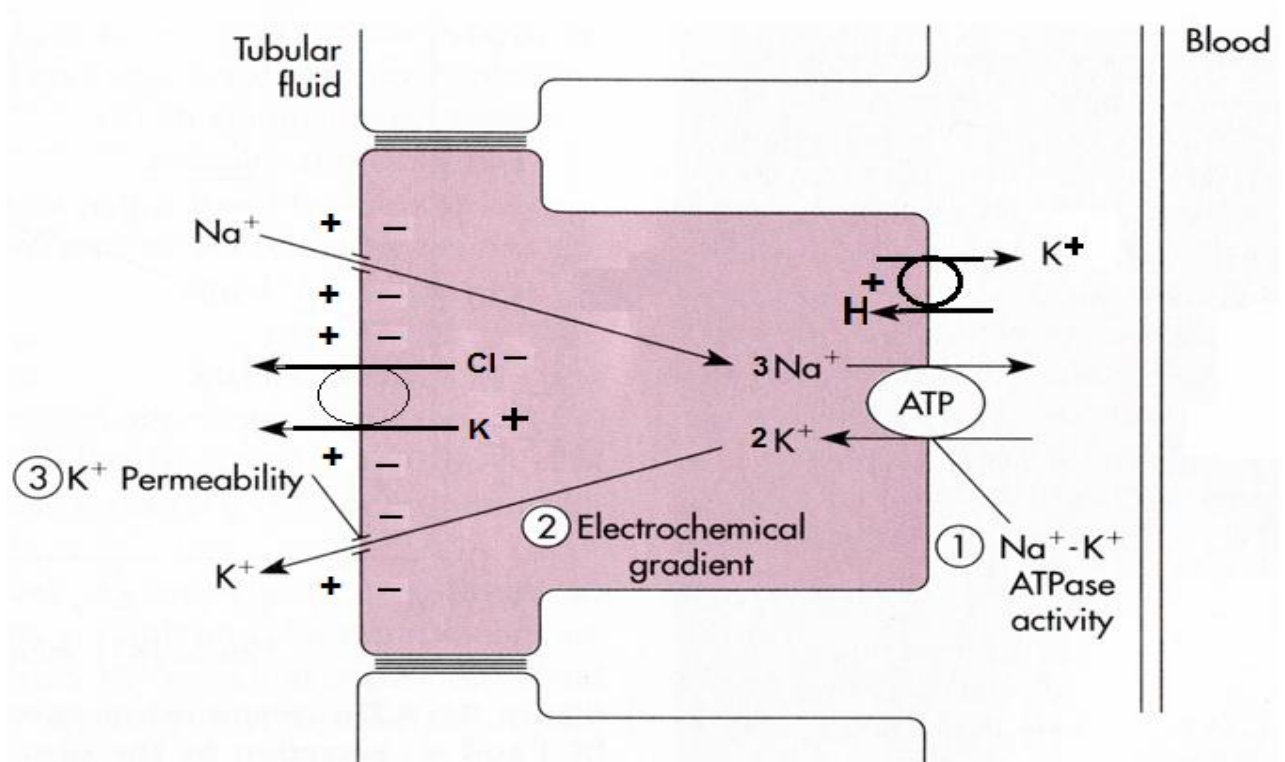 Tubular
fluid
Blood
Na⁺
+ −
+ −
+ −
K+
+
H
Cl −
3Na⁺
ATP
K +
2K⁺
+ −
③ K⁺ Permeability
−
② Electrochemical
gradient
① Na⁺-K⁺
ATPase
activity
K⁺
+ −